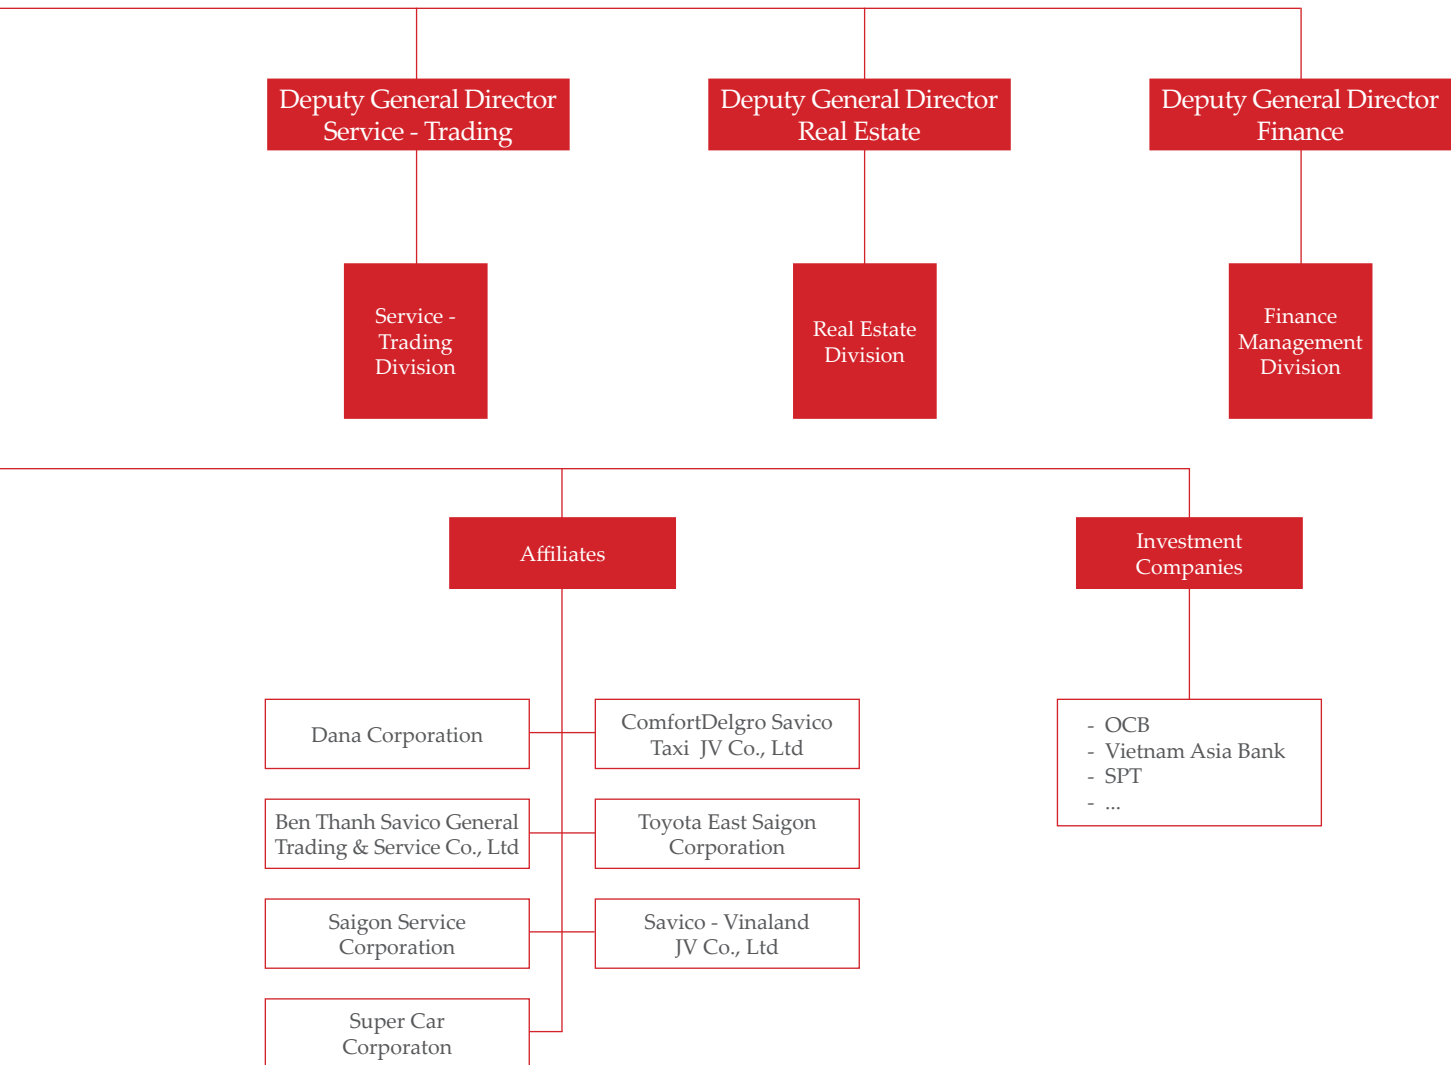 Deputy General Director
Service - Trading
Deputy General Director
Real Estate
Deputy General Director
Finance
Service -
Trading
Division
Real Estate
Division
Finance
Management
Division
Affiliates
Investment
Companies
Dana Corporation
ComfortDelgro Savico
Taxi JV Co., Ltd
- OCB
- Vietnam Asia Bank
- SPT
- ...
Ben Thanh Savico General
Trading & Service Co., Ltd
Toyota East Saigon
Corporation
Saigon Service
Corporation
Savico - Vinaland
JV Co., Ltd
Super Car
Corporaton